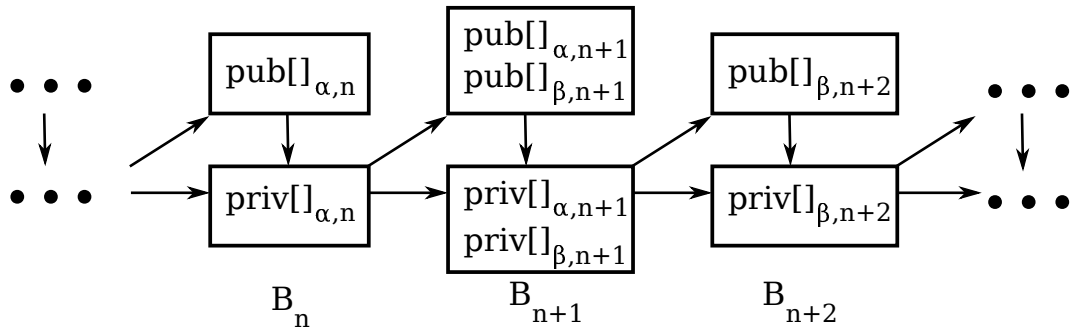 pub[]α,n
pub[]α,n+1
pub[]β,n+1
pub[]β,n+2
priv[]α,n
priv[]α,n+1
priv[]β,n+1
priv[]β,n+2
Bn
Bn+1
Bn+2